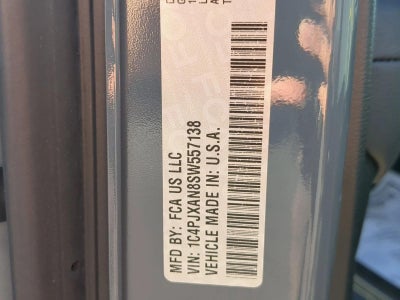 MFD BY: FCA US LLC
VIN: 1C4PJXAN8SW557138
VEHICLE MADE IN: U.S.A.